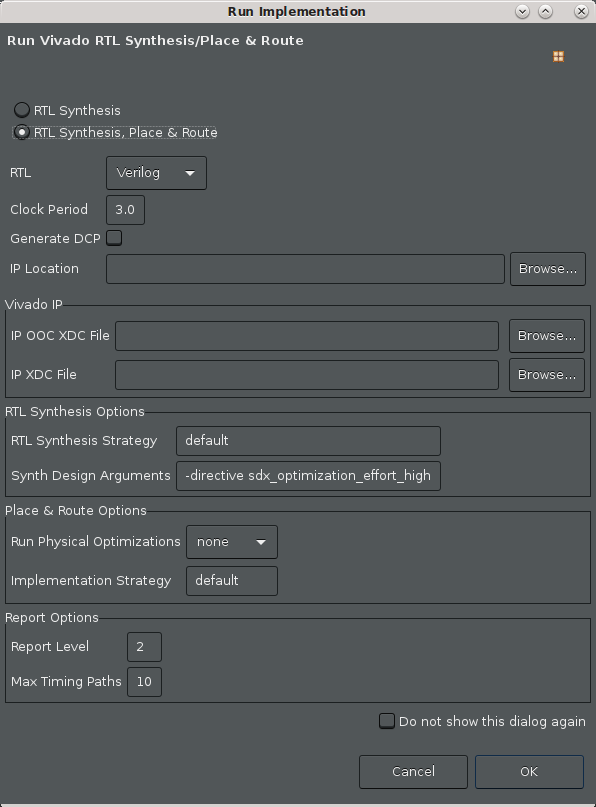 Run Implementation
Run Vivado RTL Synthesis/Place & Route
RTL Synthesis
RTL Synthesis, Place & Route
RTL Verilog
Clock Period 3.0
Generate DCP
IP Location Browse...
Vivado IP
IP OOC XDC File Browse...
IP XDC File Browse...
RTL Synthesis Options
RTL Synthesis Strategy default
Synth Design Arguments -directive sdx_optimization_effort_high
Place & Route Options
Run Physical Optimizations none
Implementation Strategy default
Report Options
Report Level 2
Max Timing Paths 10
Do not show this dialog again
Cancel OK